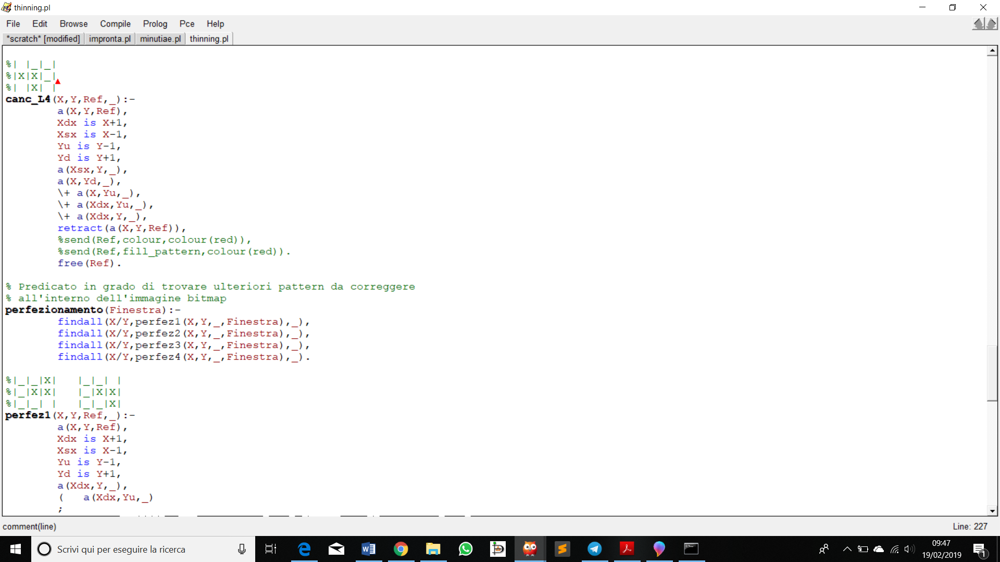 thinning.pl
File Edit Browse Compile Prolog Pce Help
*scratch* [modified] impronta.pl minutiae.pl thinning.pl
%| |_|_|
%|X|X|_|
%| |X| |
canc_L4(X,Y,Ref,_):-
a(X,Y,Ref),
Xdx is X+1,
Xsx is X-1,
Yu is Y-1,
Yd is Y+1,
a(Xsx,Y,_),
a(X,Yd,_),
\+ a(X,Yu,_),
\+ a(Xdx,Yu,_),
\+ a(Xdx,Y,_),
retract(a(X,Y,Ref)),
%send(Ref,colour,colour(red)),
%send(Ref,fill_pattern,colour(red)).
free(Ref).
% Predicato in grado di trovare ulteriori pattern da correggere
% all'interno dell'immagine bitmap
perfezionamento(Finestra):-
findall(X/Y,perfez1(X,Y,_,Finestra),_),
findall(X/Y,perfez2(X,Y,_,Finestra),_),
findall(X/Y,perfez3(X,Y,_,Finestra),_),
findall(X/Y,perfez4(X,Y,_,Finestra),_).
%|_|_|X| |_|_| |
%|_|X|X| |_|X|X|
%|_|_| | |_|_|X|
perfez1(X,Y,Ref,_):-
a(X,Y,Ref),
Xdx is X+1,
Xsx is X-1,
Yu is Y-1,
Yd is Y+1,
a(Xdx,Y,_),
( a(Xdx,Yu,_)
;
comment(line) Line: 227
Scrivi qui per eseguire la ricerca
09:47
19/02/2019
1